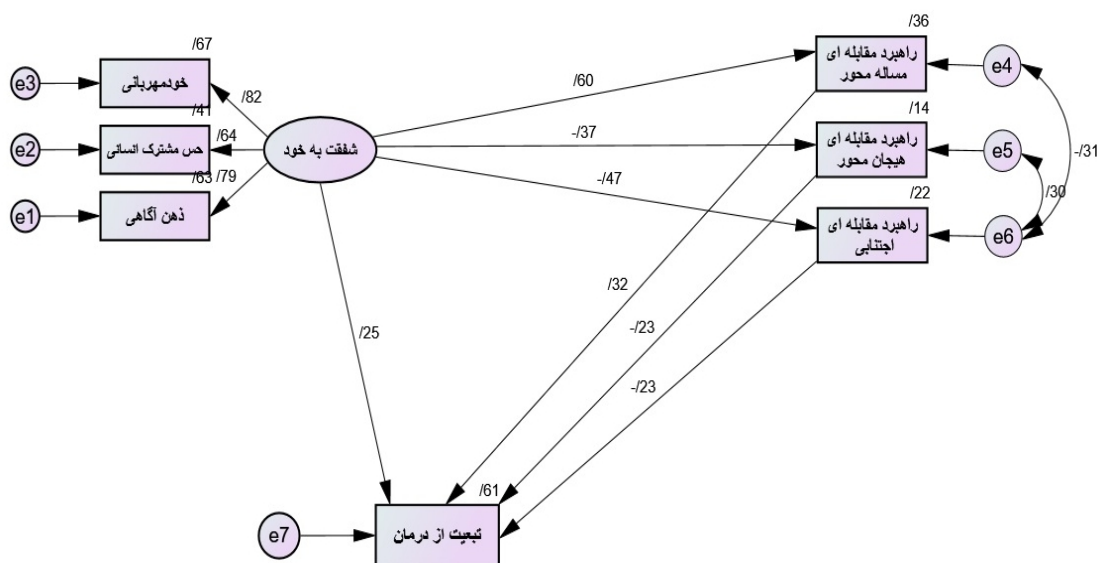 /36
راهبرد مقابله ای
مساله محور
e4
/67
خودمهربانی
e3
/82
/60
/14
راهبرد مقابله ای
هیجان محور
e5
-/31
/41
حس مشترک انسانی
e2
/64
شفقت به خود
-/37
/30
/63
/79
ذهن آگاهی
e1
-/47
/22
راهبرد مقابله ای
اجتنابی
e6
/32
/25
-/23
-/23
/61
تبعیت از درمان
e7